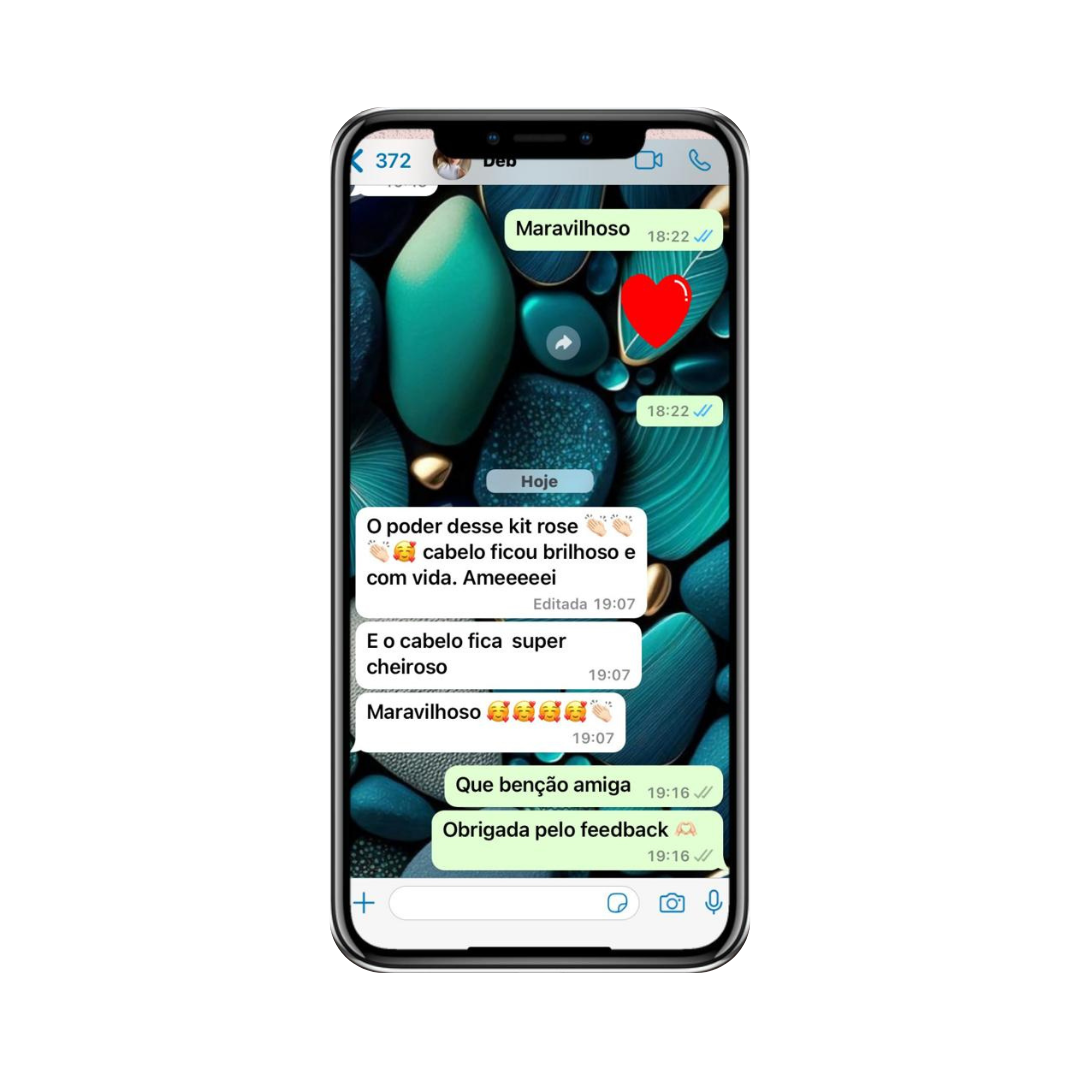 372
Deb
Maravilhoso 18:22
18:22
Hoje
O poder desse kit rose 👏🏻👏🏻
👏🏻🥰 cabelo ficou brilhoso e
com vida. Ameeeeei
Editada 19:07
E o cabelo fica super
cheiroso 19:07
Maravilhoso 🥰🥰🥰🥰👏🏻
19:07
Que benção amiga 19:16
Obrigada pelo feedback 🫶🏻
19:16